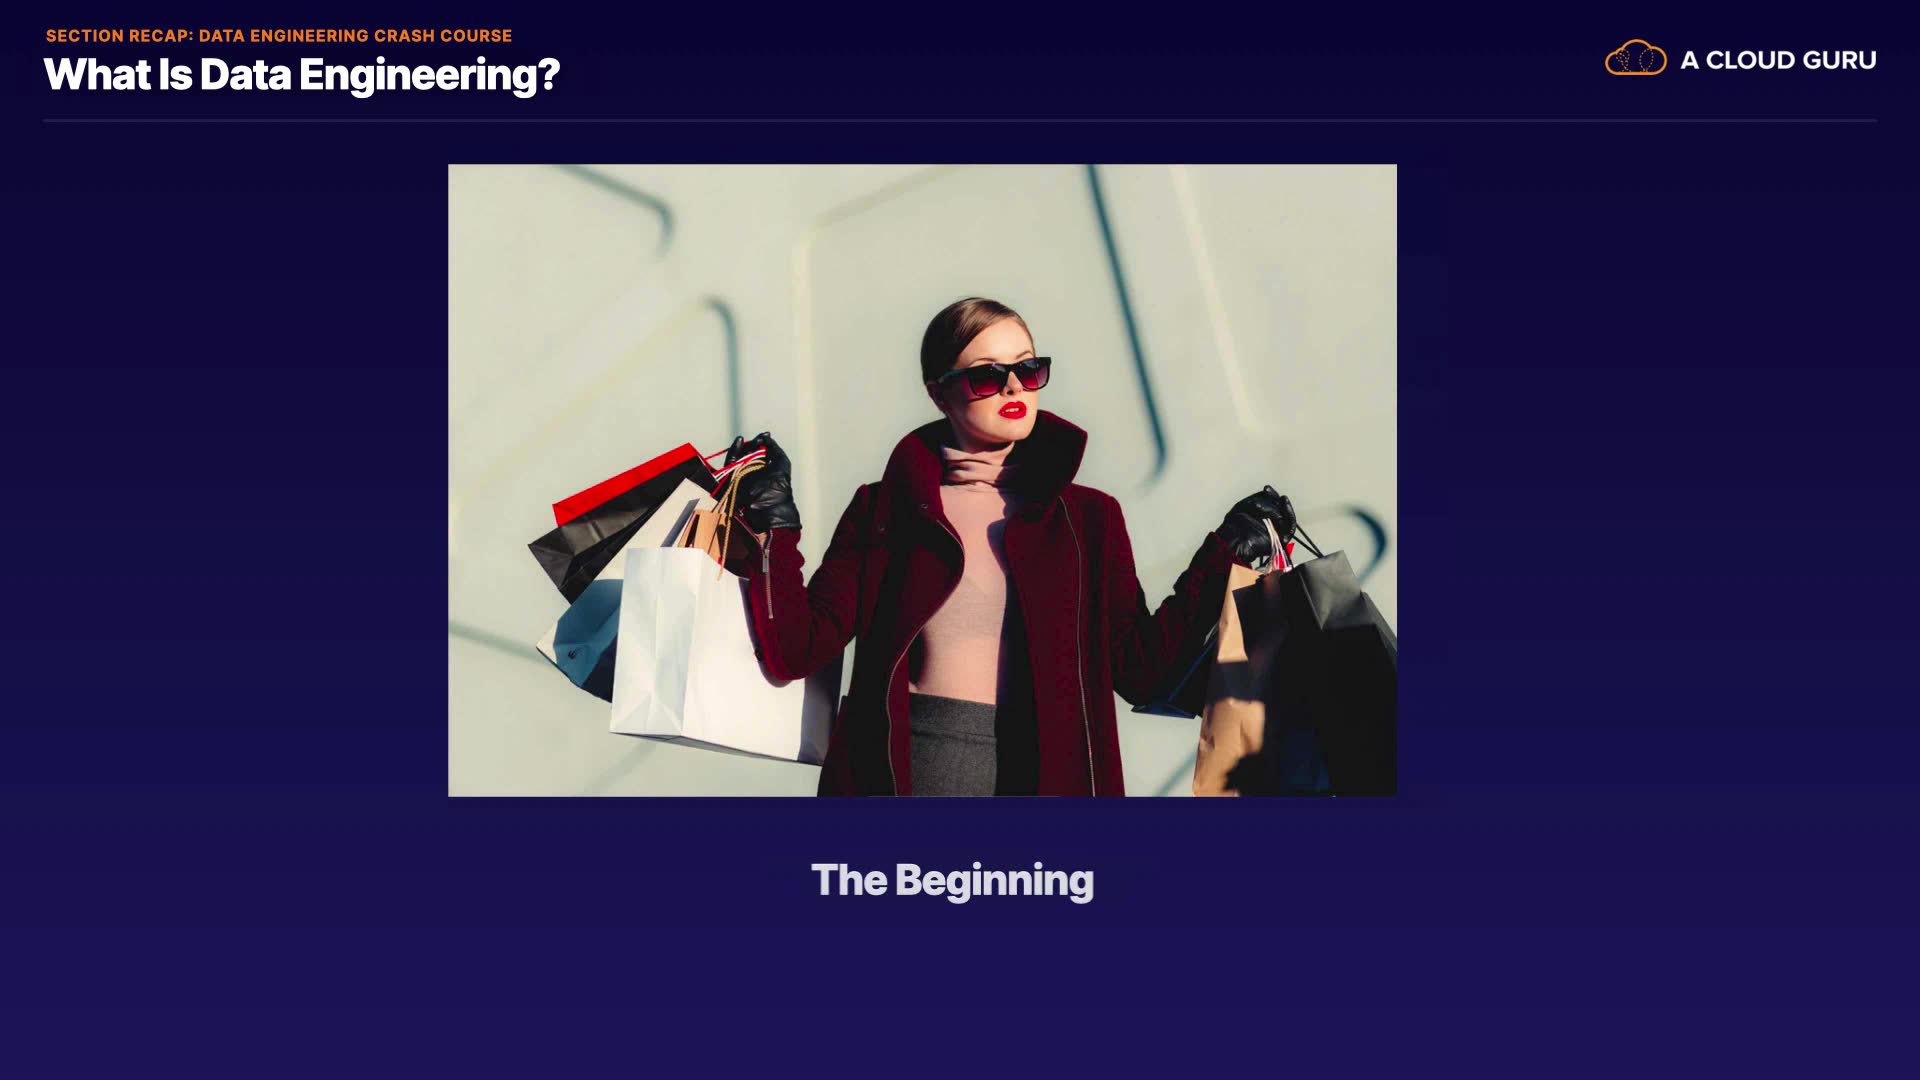 SECTION RECAP: DATA ENGINEERING CRASH COURSE
What Is Data Engineering?
A CLOUD GURU
The Beginning